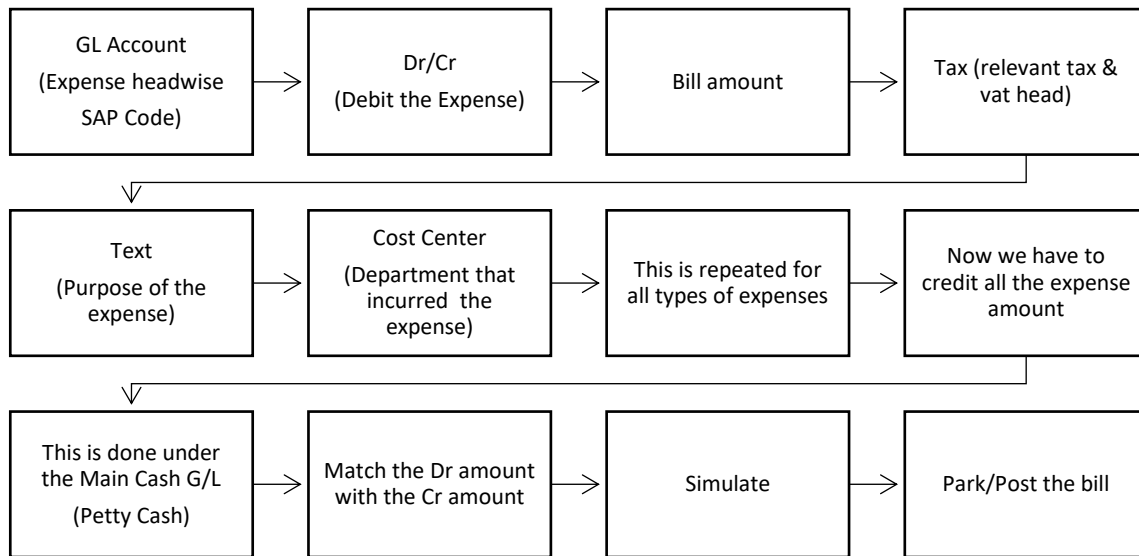 GL Account
(Expense headwise
SAP Code)
Dr/Cr
(Debit the Expense)
Bill amount
Tax (relevant tax &
vat head)
Text
(Purpose of the
expense)
Cost Center
(Department that
incurred  the
expense)
This is repeated for
all types of expenses
Now we have to
credit all the expense
amount
This is done under
the Main Cash G/L
(Petty Cash)
Match the Dr amount
with the Cr amount
Simulate
Park/Post the bill